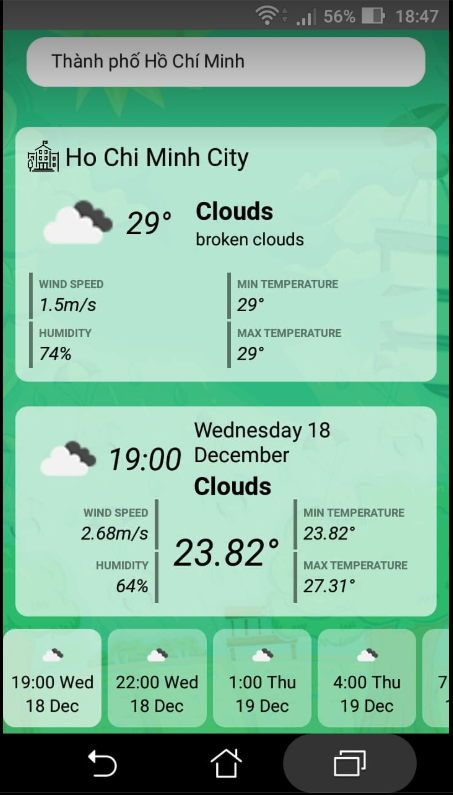 56% 18:47
Thành phố Hồ Chí Minh
Ho Chi Minh City
29° Clouds
broken clouds
WIND SPEED MIN TEMPERATURE
1.5m/s 29°
HUMIDITY MAX TEMPERATURE
74% 29°
Wednesday 18
19:00 December
Clouds
WIND SPEED MIN TEMPERATURE
2.68m/s 23.82° 23.82°
HUMIDITY MAX TEMPERATURE
64% 27.31°
19:00 Wed 22:00 Wed 1:00 Thu 4:00 Thu 7
18 Dec 18 Dec 19 Dec 19 Dec